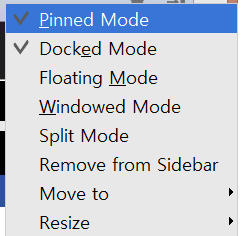 Pinned Mode
Docked Mode
Floating Mode
Windowed Mode
Split Mode
Remove from Sidebar
Move to
Resize